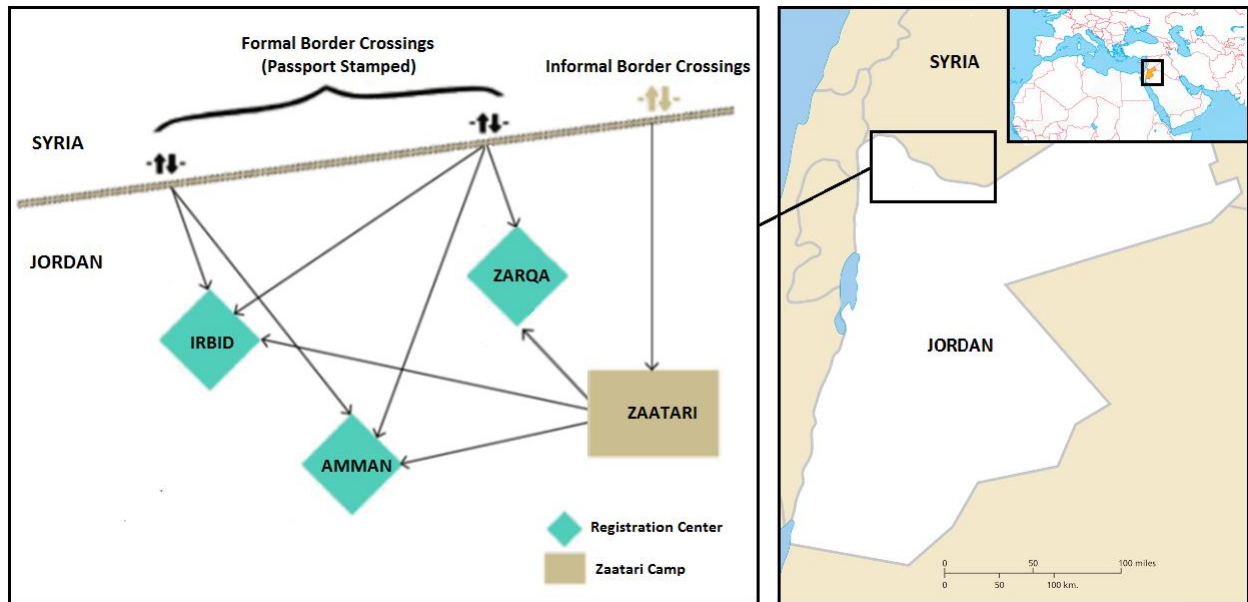 Formal Border Crossings
(Passport Stamped)
Informal Border Crossings
SYRIA
JORDAN
ZARQA
IRBID
ZAATARI
AMMAN
Registration Center
Zaatari Camp
SYRIA
JORDAN
0 50 100 miles
0 50 100 km.